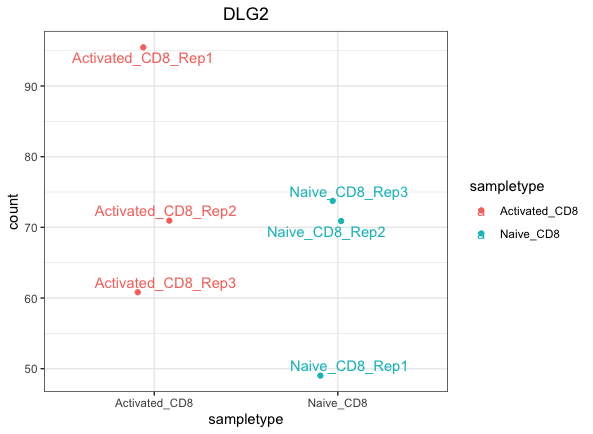 DLG2
Activated_CD8_Rep1
90
80
Naive_CD8_Rep3
sampletype
Activated_CD8_Rep2
Activated_CD8
count
70
Naive_CD8_Rep2
Naive_CD8
Activated_CD8_Rep3
60
Naive_CD8_Rep1
50
Activated_CD8
Naive_CD8
sampletype